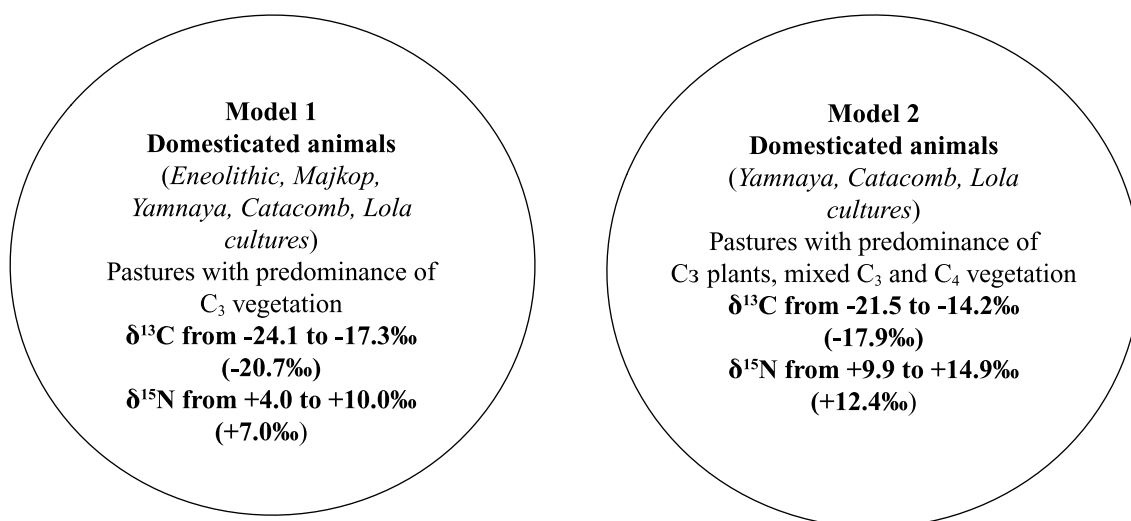 Model 1
Domesticated animals
(Eneolithic, Majkop,
Yamnaya, Catacomb, Lola
cultures)
Pastures with predominance of
C₃ vegetation
δ¹³C from -24.1 to -17.3‰
(-20.7‰)
δ¹⁵N from +4.0 to +10.0‰
(+7.0‰)
Model 2
Domesticated animals
(Yamnaya, Catacomb, Lola
cultures)
Pastures with predominance of
C3 plants, mixed C₃ and C₄ vegetation
δ¹³C from -21.5 to -14.2‰
(-17.9‰)
δ¹⁵N from +9.9 to +14.9‰
(+12.4‰)